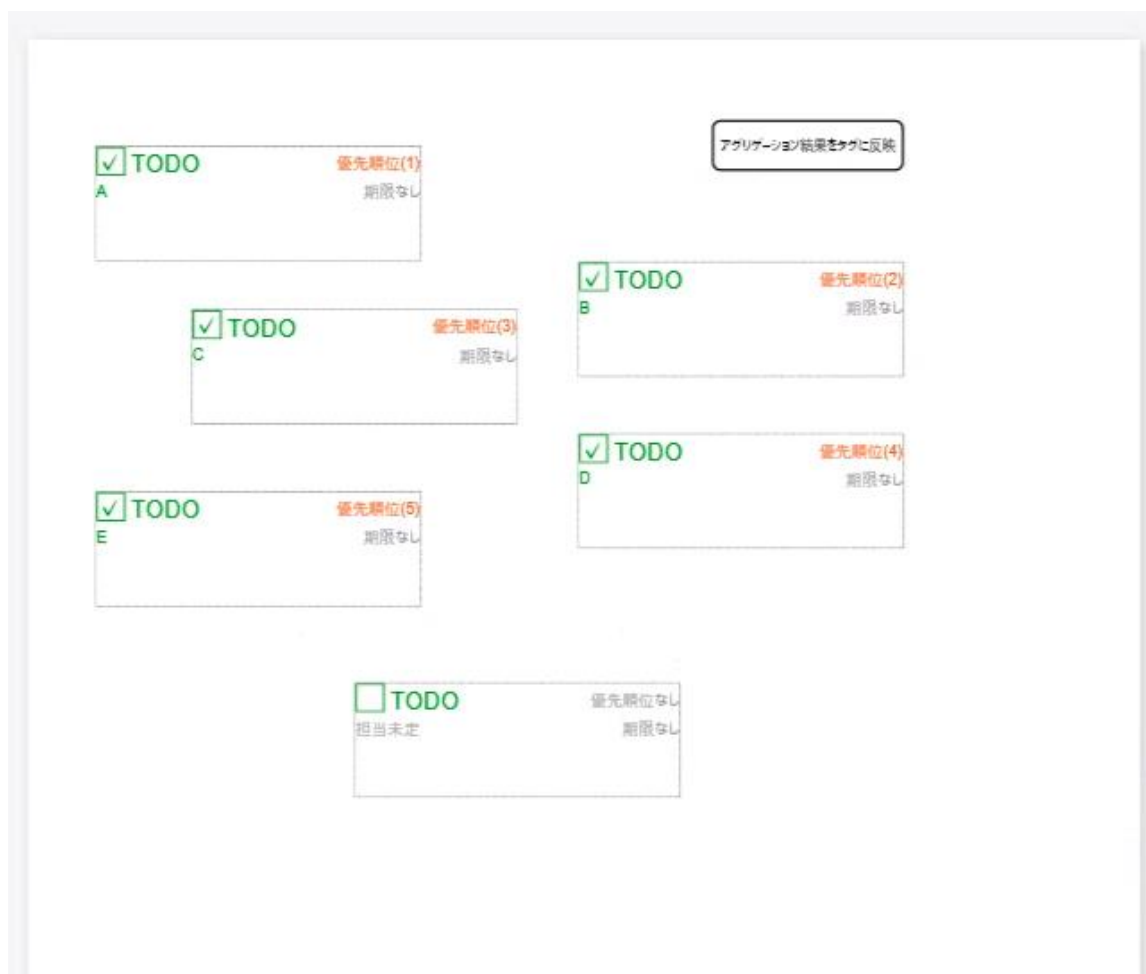 アグリゲーション結果をタグに反映
TODO 優先順位(1)
A 期限なし
TODO 優先順位(2)
B 期限なし
TODO 優先順位(3)
C 期限なし
TODO 優先順位(4)
D 期限なし
TODO 優先順位(5)
E 期限なし
TODO 優先順位なし
担当未定 期限なし